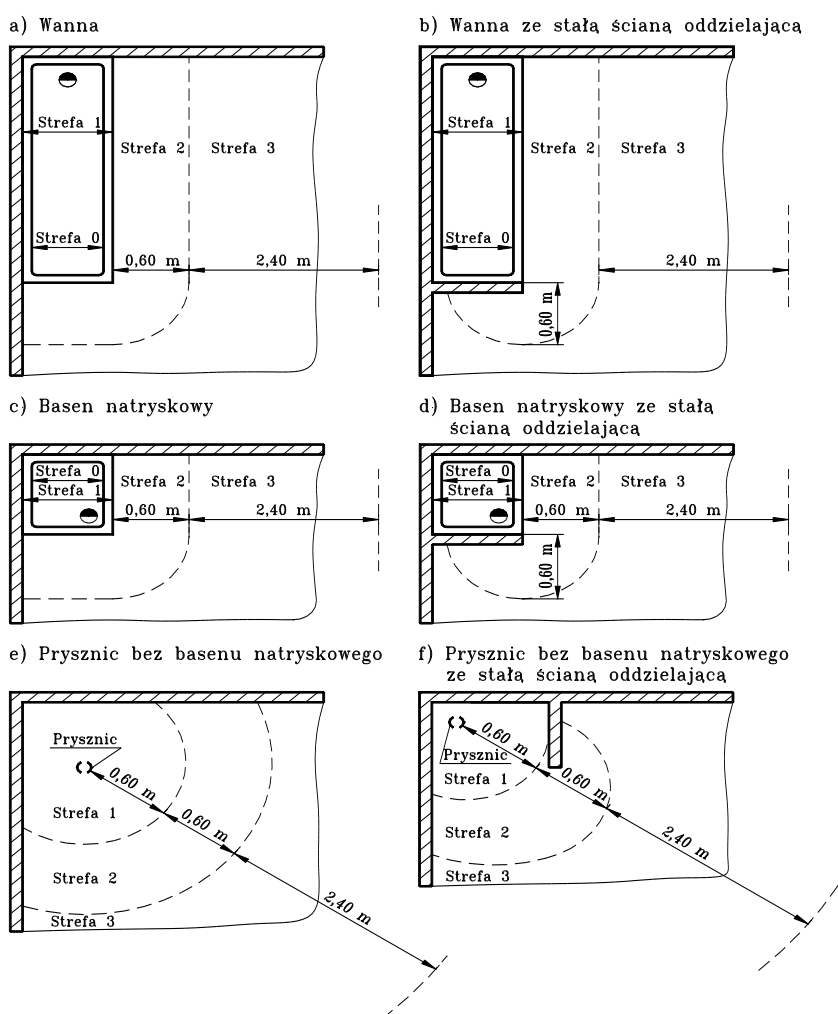 a) Wanna
Strefa 1
Strefa 2
Strefa 3
Strefa 0
0,60 m
2,40 m
b) Wanna ze stałą ścianą oddzielającą
Strefa 1
Strefa 2
Strefa 3
Strefa 0
2,40 m
0,60 m
c) Basen natryskowy
Strefa 0
Strefa 1
Strefa 2
Strefa 3
0,60 m
2,40 m
d) Basen natryskowy ze stałą
ścianą oddzielającą
Strefa 0
Strefa 1
Strefa 2
Strefa 3
0,60 m
2,40 m
0,60 m
e) Prysznic bez basenu natryskowego
Prysznic
0,60 m
Strefa 1
0,60 m
Strefa 2
2,40 m
Strefa 3
f) Prysznic bez basenu natryskowego
ze stałą ścianą oddzielającą
0,60 m
Prysznic
Strefa 1
0,60 m
Strefa 2
2,40 m
Strefa 3